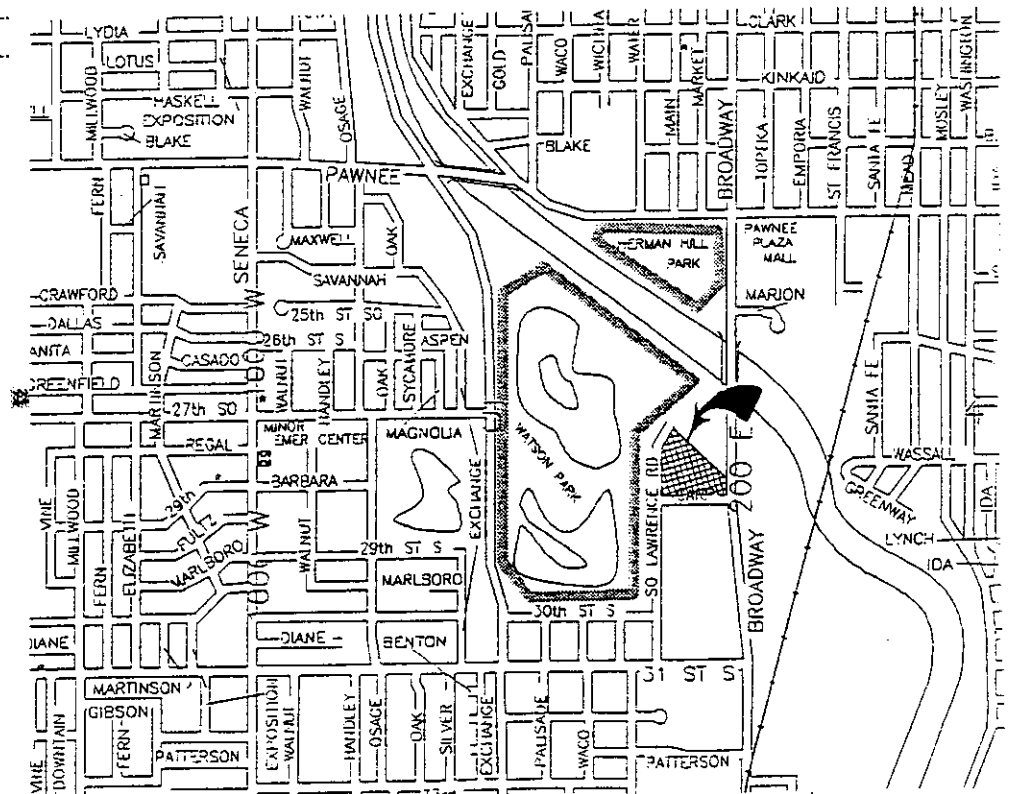 LYDIA
LOTUS
HASKELL
EXPOSITION
BLAKE
MILLWOOD
WALNUT
OSAGE
EXCHANGE
GOLD
WACO
WICHITA
WATER
MARKET
MAIN
CLARK
KINKAID
BROADWAY
TOPEKA
EMPORIA
ST FRANCIS
SANTA FE
MEAD
MOSLEY
WASHINGTON
BLAKE
PAWNEE
FERN
SAVANNAH
SENECA
MAXWELL
OAK
SAVANNAH
HERMAN HILL
PARK
PAWNEE
PLAZA
MALL
MARION
CRAWFORD
DALLAS
ANITA
CASADO
GREENFIELD
27th SO
MARTINSON
REGAL
25th ST SO
26th ST S
ASPEN
WALNUT
HANDLEY
OAK
SYCAMORE
MINOR
EMER CENTER
MAGNOLIA
BARBARA
WATSON PARK
EXCHANGE
SO LAWRENCE RD
200 E
SANTA FE
WASSALL
GREENWAY
LYNCH
IDA
IDA
VINE
MILLWOOD
FERN
ELIZABETH
29th
FULTZ
MARLBORO
WALNUT
29th ST S
MARLBORO
30th ST S
BROADWAY
DIANE
DIANE
BENTON
31 ST S
MARTINSON
GIBSON
FERN
PATTERSON
VINE
EXPOSITION
WALNUT
HANDLEY
OSAGE
OAK
SILVER
EXCHANGE
PALISADE
WACO
PATTERSON